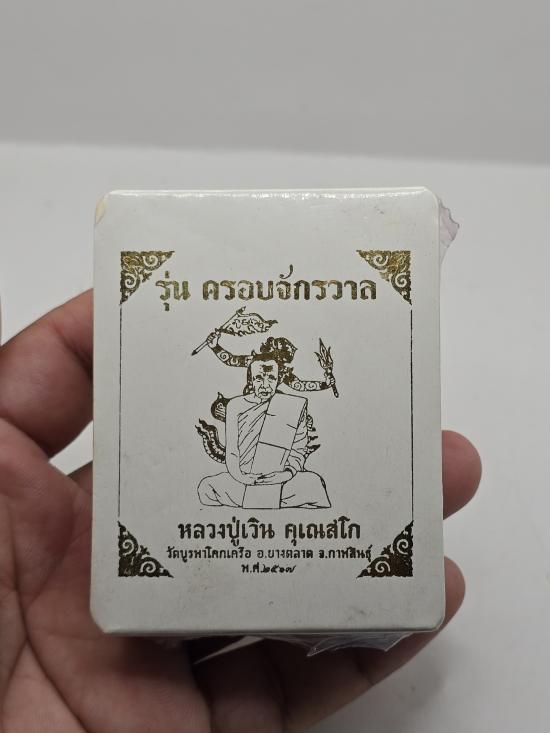 รุ่น ครอบจักรวาล
หลวงปู่เวิน คุเณสโก
วัดบูรพาโคกเครือ อ.ยางตลาด จ.กาฬสินธุ์
พ.ศ.๒๕๑๗